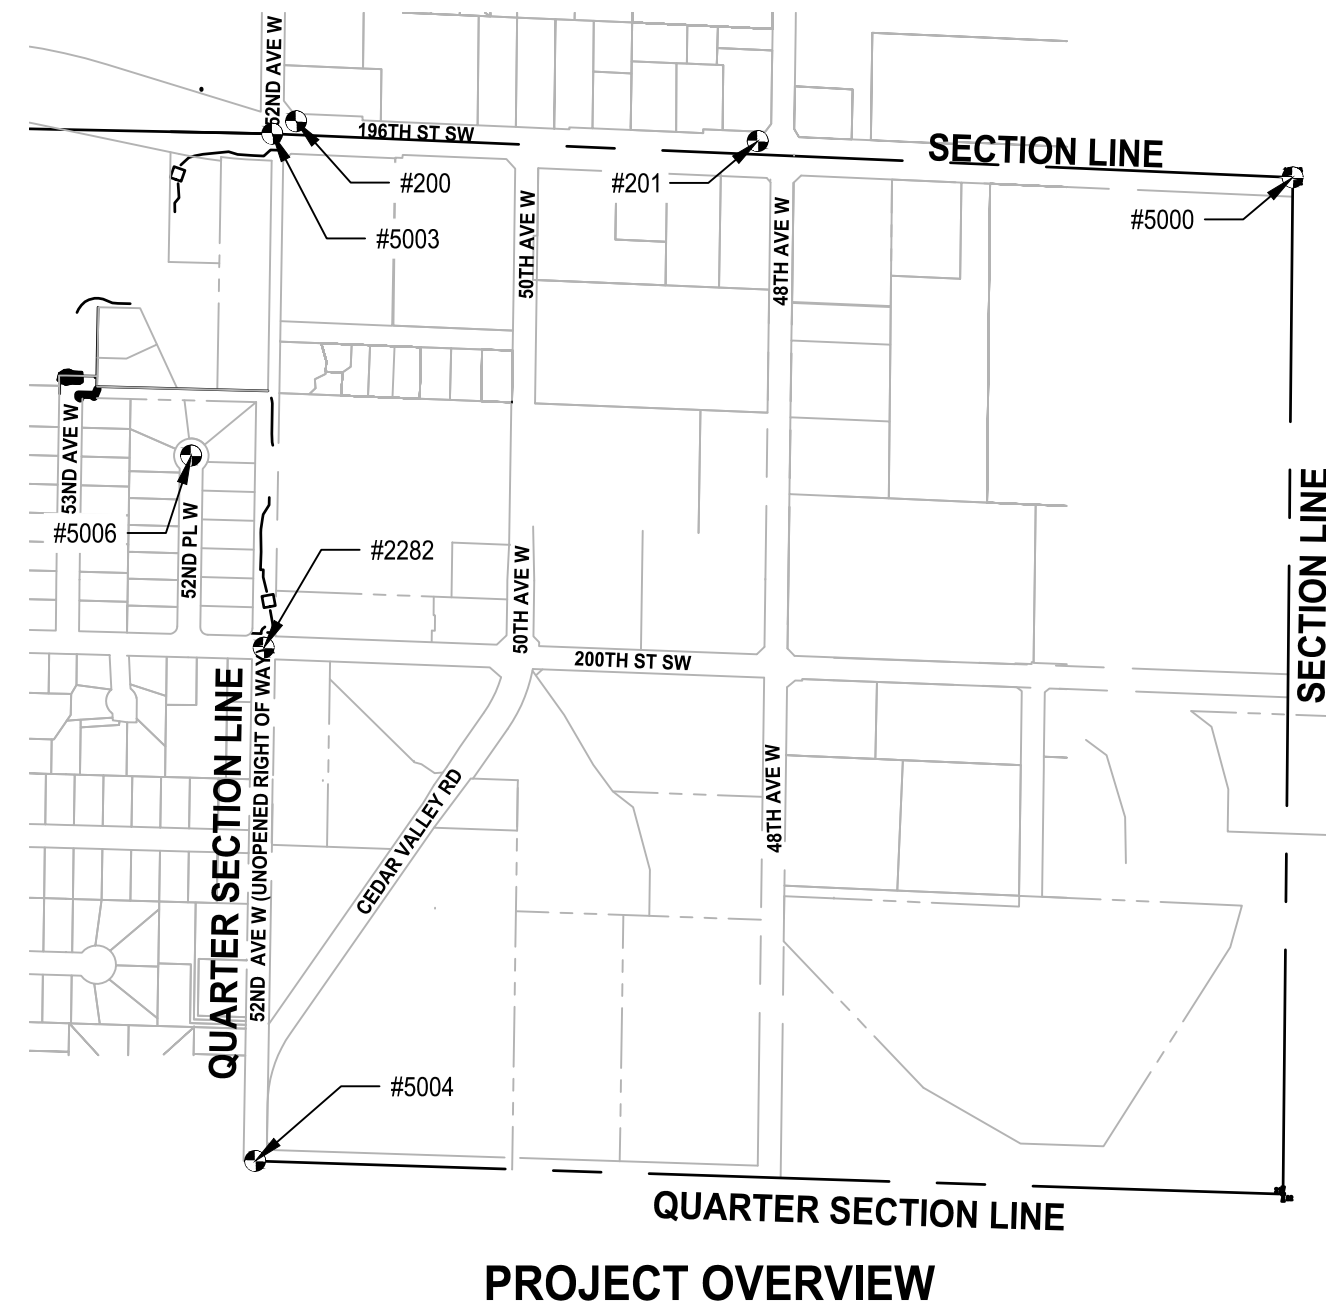 52ND AVE W
196TH ST SW
SECTION LINE
#200
#201
#5000
#5003
50TH AVE W
48TH AVE W
53ND AVE W
#5006
52ND PL W
#2282
SECTION LINE
50TH AVE W
200TH ST SW
QUARTER SECTION LINE
52ND AVE W (UNOPENED RIGHT OF WAY)
CEDAR VALLEY RD
48TH AVE W
#5004
QUARTER SECTION LINE
PROJECT OVERVIEW